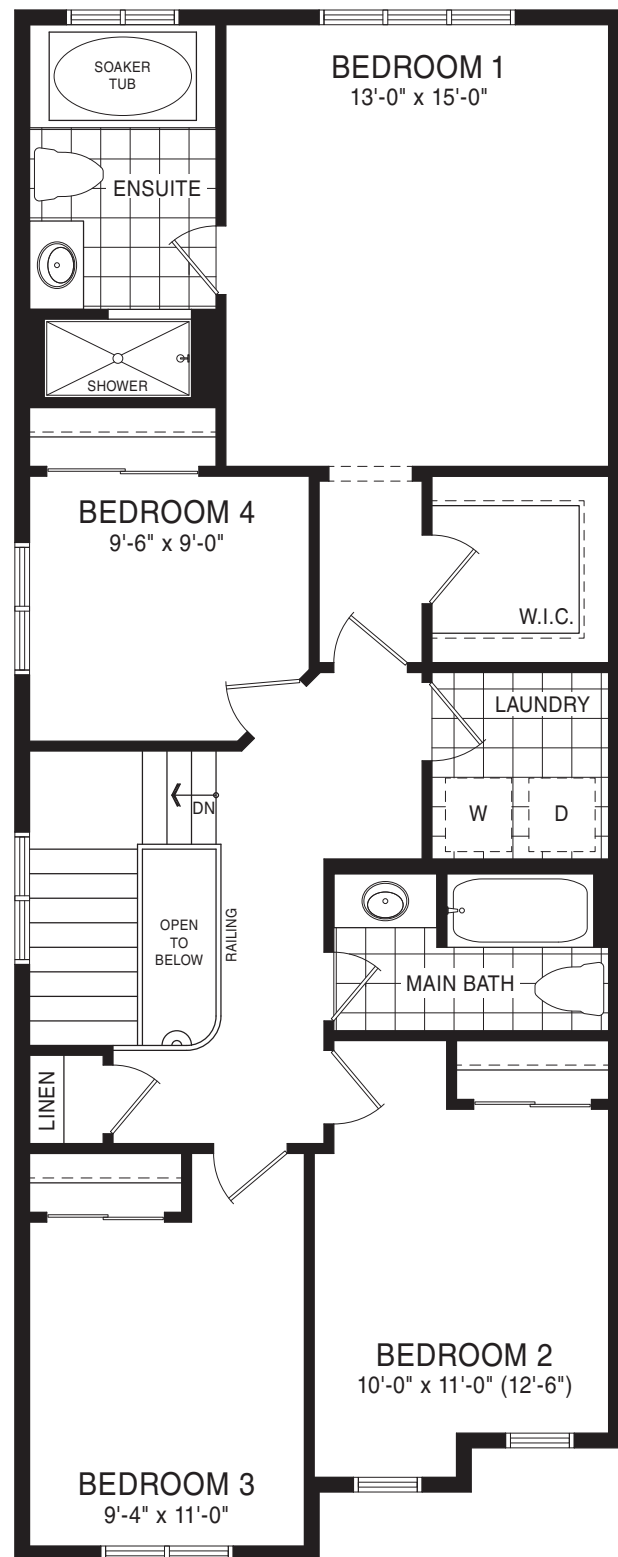 SOAKER
TUB
BEDROOM 1
13'-0" x 15'-0"
ENSUITE
SHOWER
BEDROOM 4
9'-6" x 9'-0"
W.I.C.
LAUNDRY
W
D
DN
OPEN
TO
BELOW
RAILING
MAIN BATH
LINEN
BEDROOM 2
10'-0" x 11'-0" (12'-6")
BEDROOM 3
9'-4" x 11'-0"